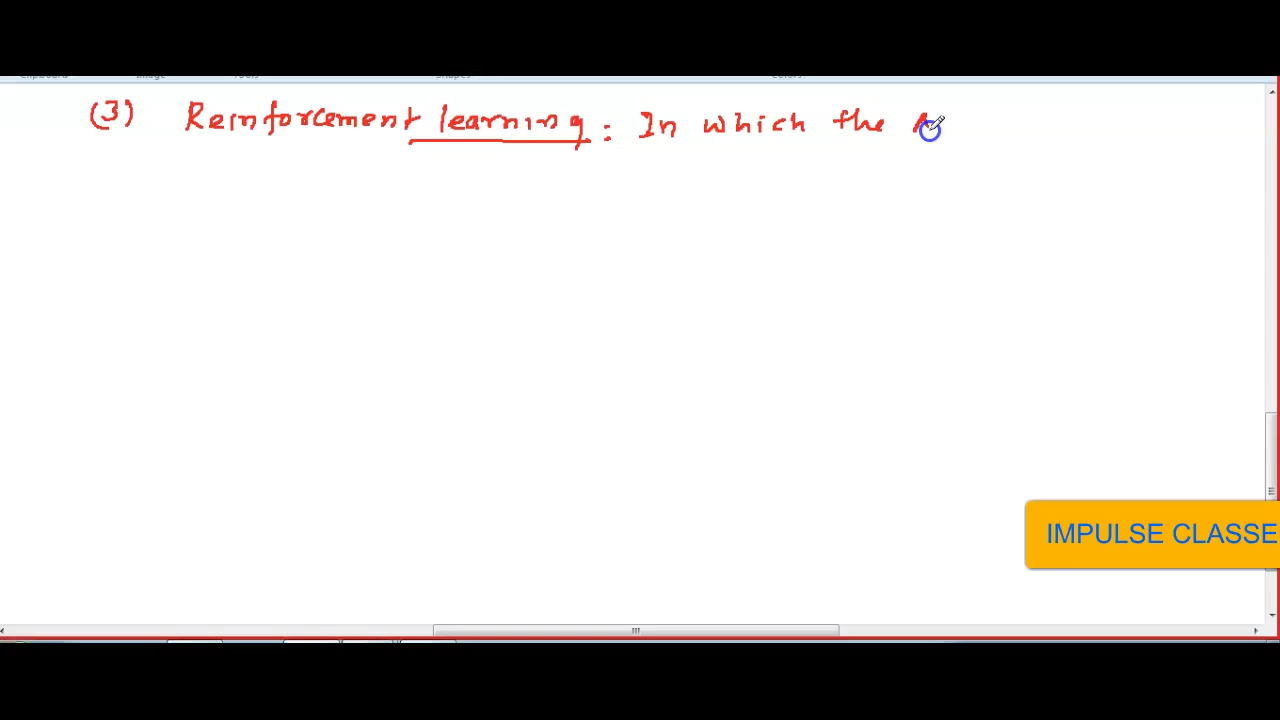 (3) Reinforcement learning : In which the
IMPULSE CLASSE